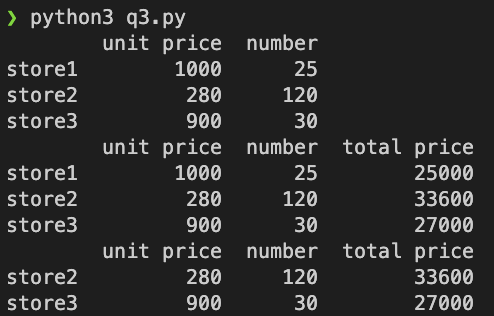 ❯ python3 q3.py
        unit price  number
store1        1000      25
store2         280     120
store3         900      30
        unit price  number  total price
store1        1000      25        25000
store2         280     120        33600
store3         900      30        27000
        unit price  number  total price
store2         280     120        33600
store3         900      30        27000